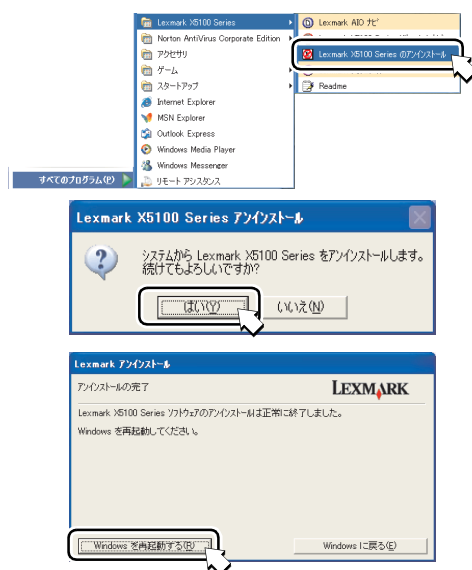 Lexmark X5100 Series
Norton AntiVirus Corporate Edition
アクセサリ
ゲーム
スタートアップ
Internet Explorer
MSN Explorer
Outlook Express
Windows Media Player
Windows Messenger
リモート アシスタンス
すべてのプログラム(P)
Lexmark AIO ナビ
Lexmark X5100 Series のアンインストール
Readme
Lexmark X5100 Series アンインストール
システムから Lexmark X5100 Series をアンインストールします。
続けてもよろしいですか?
はい(Y)
いいえ(N)
Lexmark アンインストール
アンインストールの完了
LEXMARK
Lexmark X5100 Series ソフトウェアのアンインストールは正常に終了しました。
Windows を再起動してください。
Windows を再起動する(R)
Windows に戻る(E)